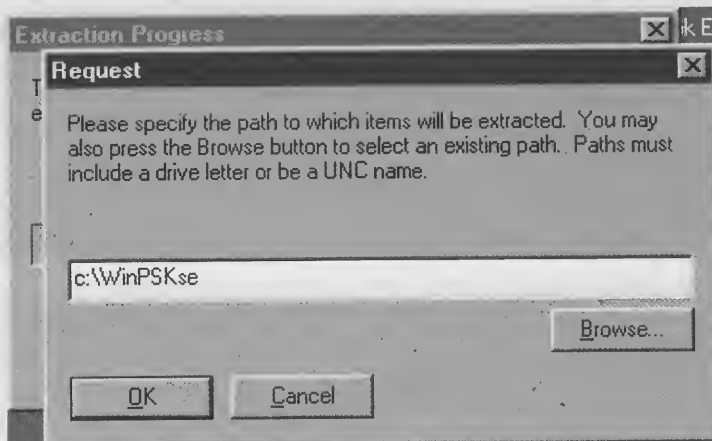 Extraction Progress
k E
Request
T
e
Please specify the path to which items will be extracted. You may
also press the Browse button to select an existing path. Paths must
include a drive letter or be a UNC name.
c:\WinPSKse
Browse...
OK
Cancel